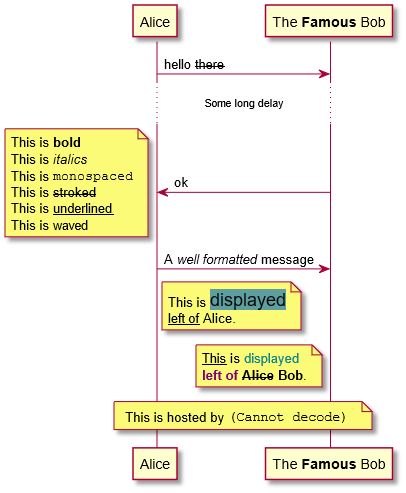 Alice
The Famous Bob
hello there
Some long delay
This is bold
This is italics
This is monospaced
This is stroked
This is underlined
This is waved
ok
A well formatted message
This is displayed
left of Alice.
This is displayed
left of Alice Bob.
This is hosted by (Cannot decode)
Alice
The Famous Bob